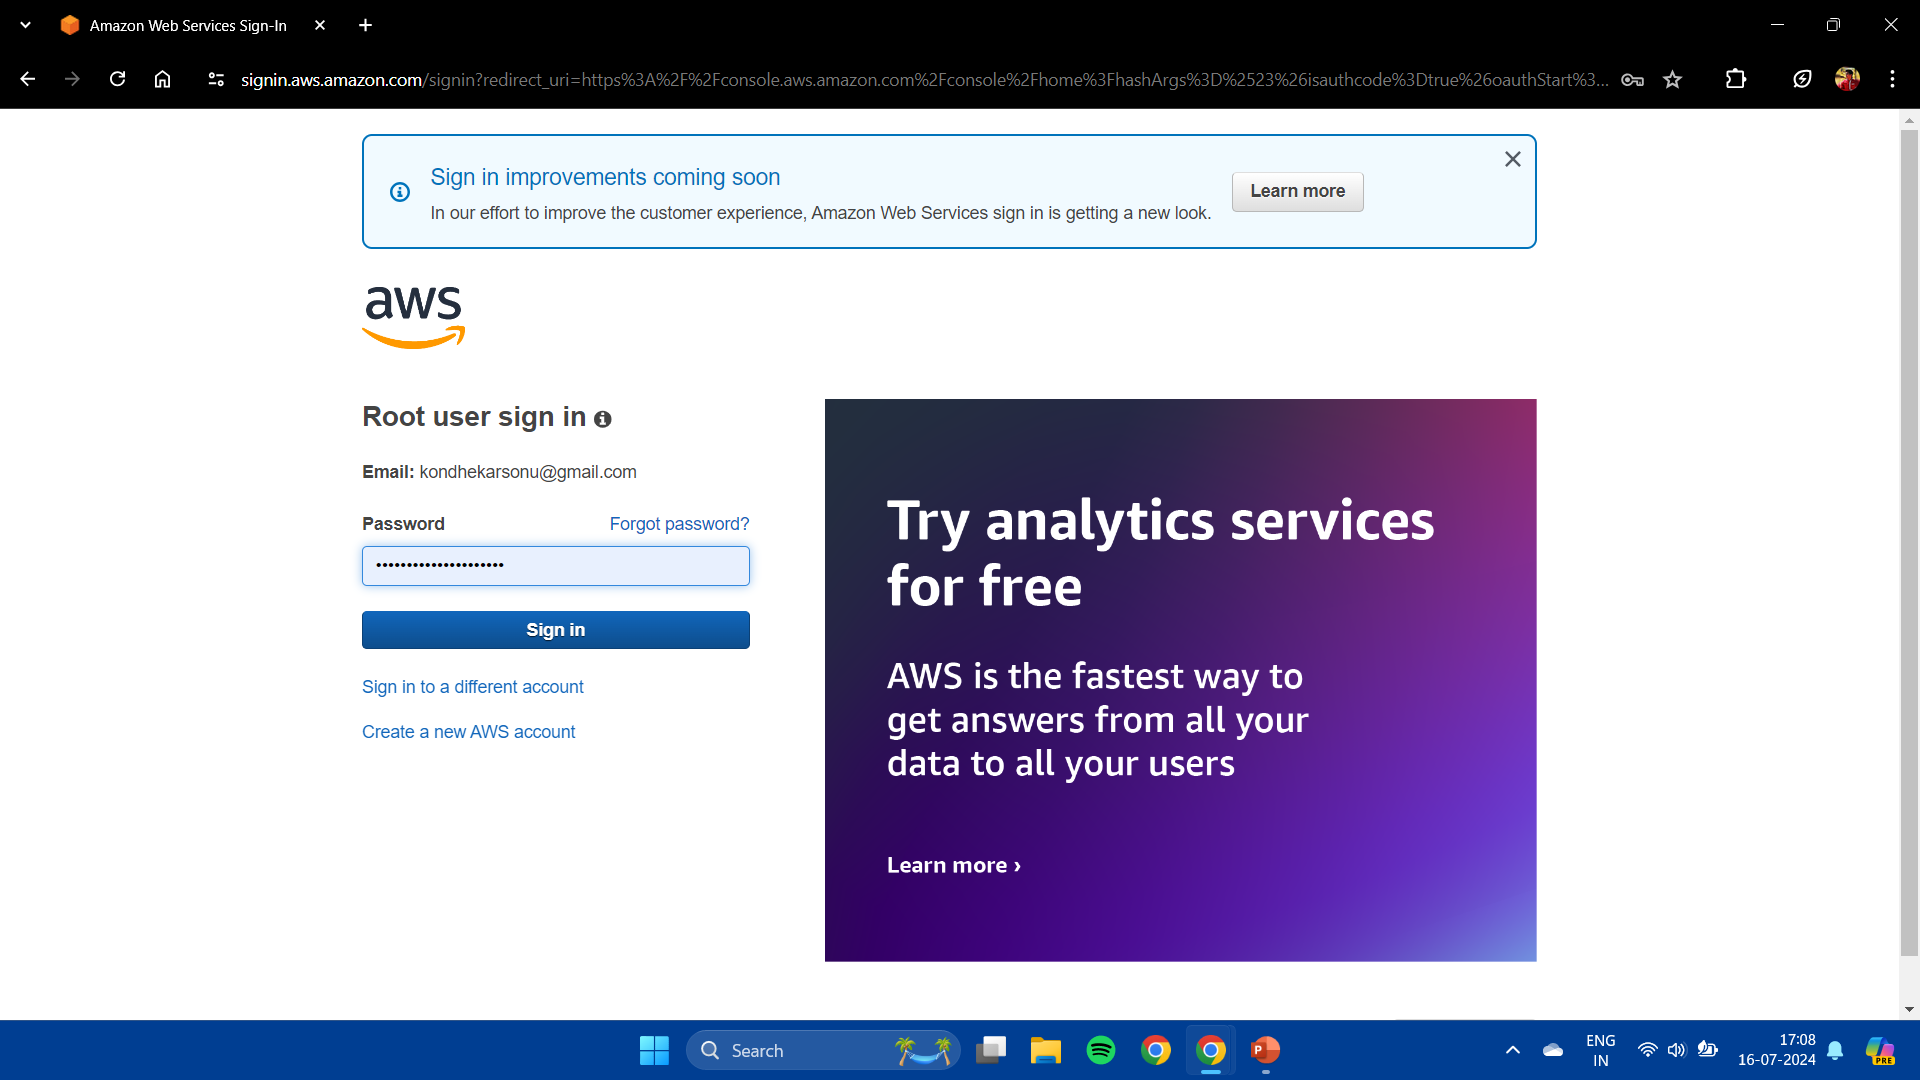 Amazon Web Services Sign-In
signin.aws.amazon.com/signin?redirect_uri=https%3A%2F%2Fconsole.aws.amazon.com%2Fconsole%2Fhome%3FhashArgs%3D%2523%26isauthcode%3Dtrue%26oauthStart%3...
Sign in improvements coming soon
In our effort to improve the customer experience, Amazon Web Services sign in is getting a new look.
Learn more
aws
Root user sign in
Email: kondhekarsonu@gmail.com
Password Forgot password?
•••••••••••••••••••••
Sign in
Sign in to a different account
Create a new AWS account
Try analytics services
for free
AWS is the fastest way to
get answers from all your
data to all your users
Learn more ›
Search
ENG
IN
17:08
16-07-2024
PRE